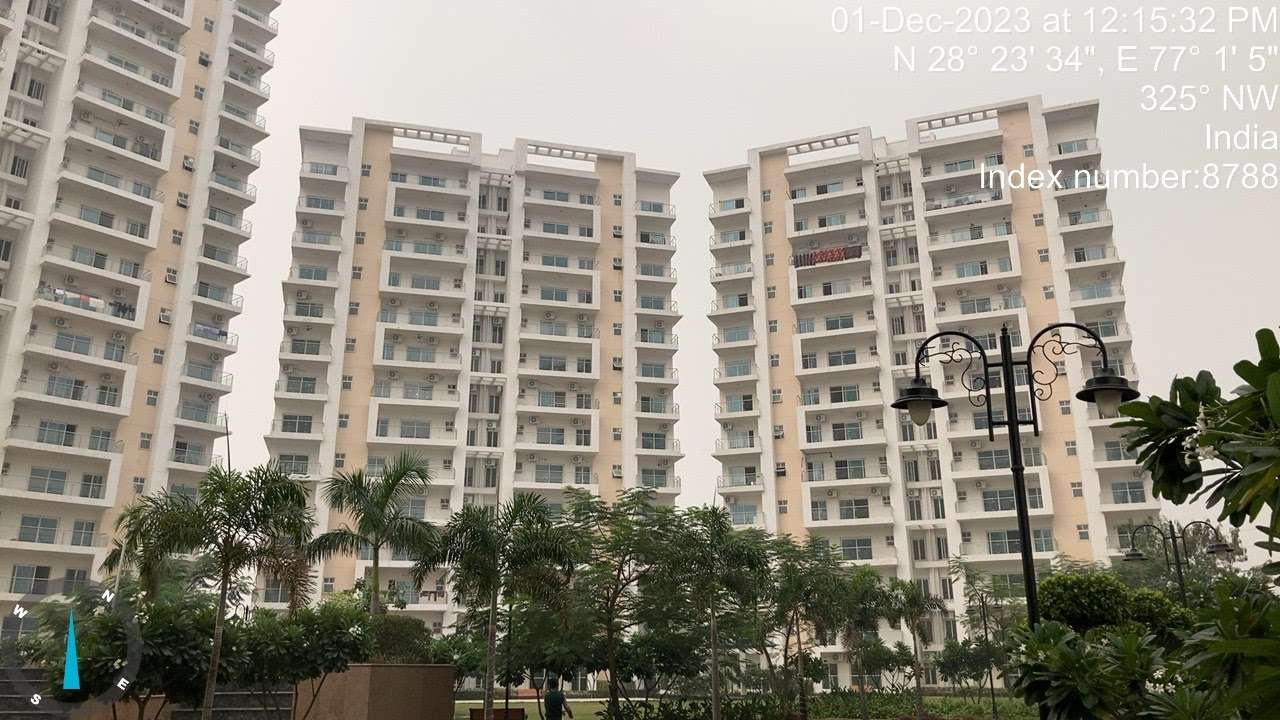 01-Dec-2023 at 12:15:32 PM
N 28° 23' 34", E 77° 1' 5"
325° NW
India
Index number:8788
N
W
E
S